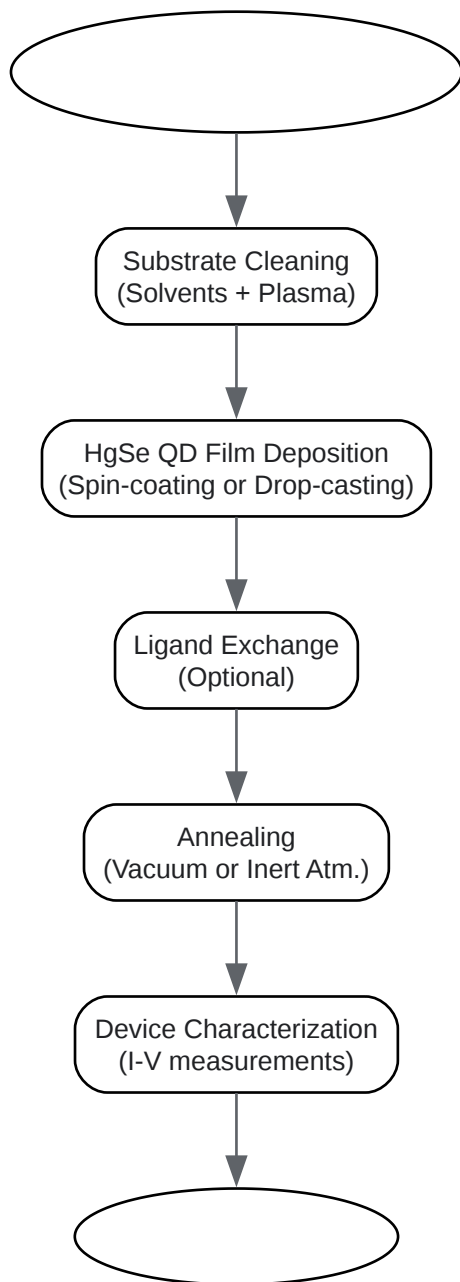 Substrate Cleaning
(Solvents + Plasma)
HgSe QD Film Deposition
(Spin-coating or Drop-casting)
Ligand Exchange
(Optional)
Annealing
(Vacuum or Inert Atm.)
Device Characterization
(I-V measurements)